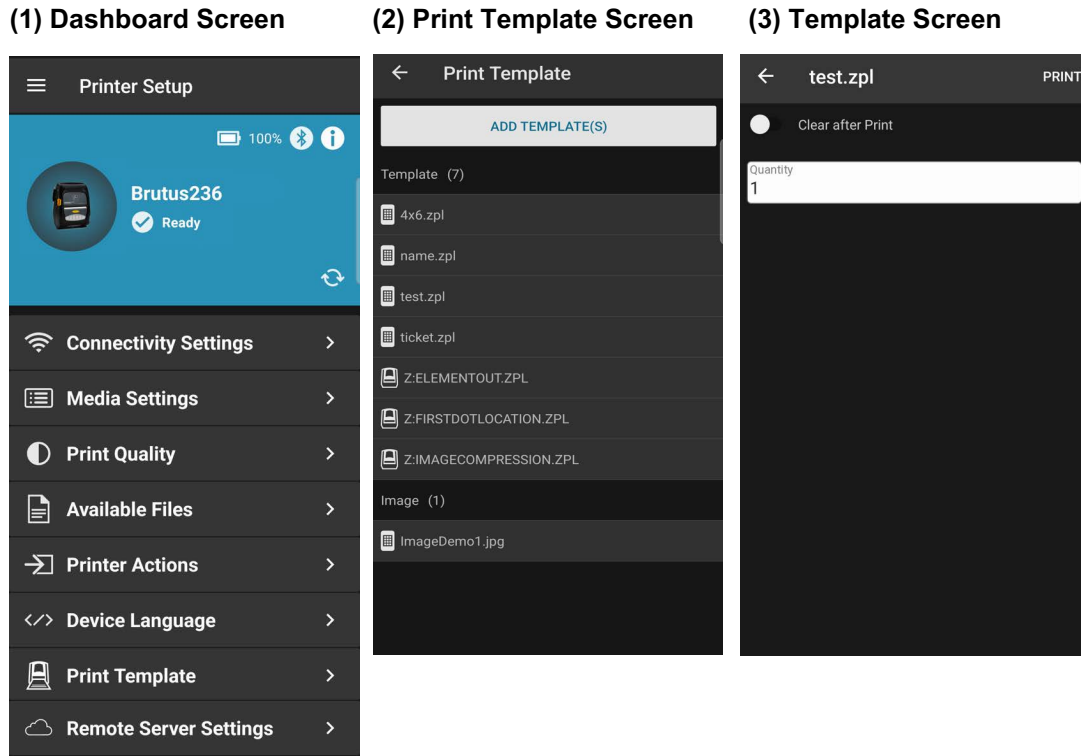 (1) Dashboard Screen
Printer Setup
100%
Brutus236
Ready
Connectivity Settings
Media Settings
Print Quality
Available Files
Printer Actions
Device Language
Print Template
Remote Server Settings
(2) Print Template Screen
Print Template
ADD TEMPLATE(S)
Template (7)
4x6.zpl
name.zpl
test.zpl
ticket.zpl
Z:ELEMENTOUT.ZPL
Z:FIRSTDOTLOCATION.ZPL
Z:IMAGECOMPRESSION.ZPL
Image (1)
ImageDemo1.jpg
(3) Template Screen
test.zpl PRINT
Clear after Print
Quantity
1